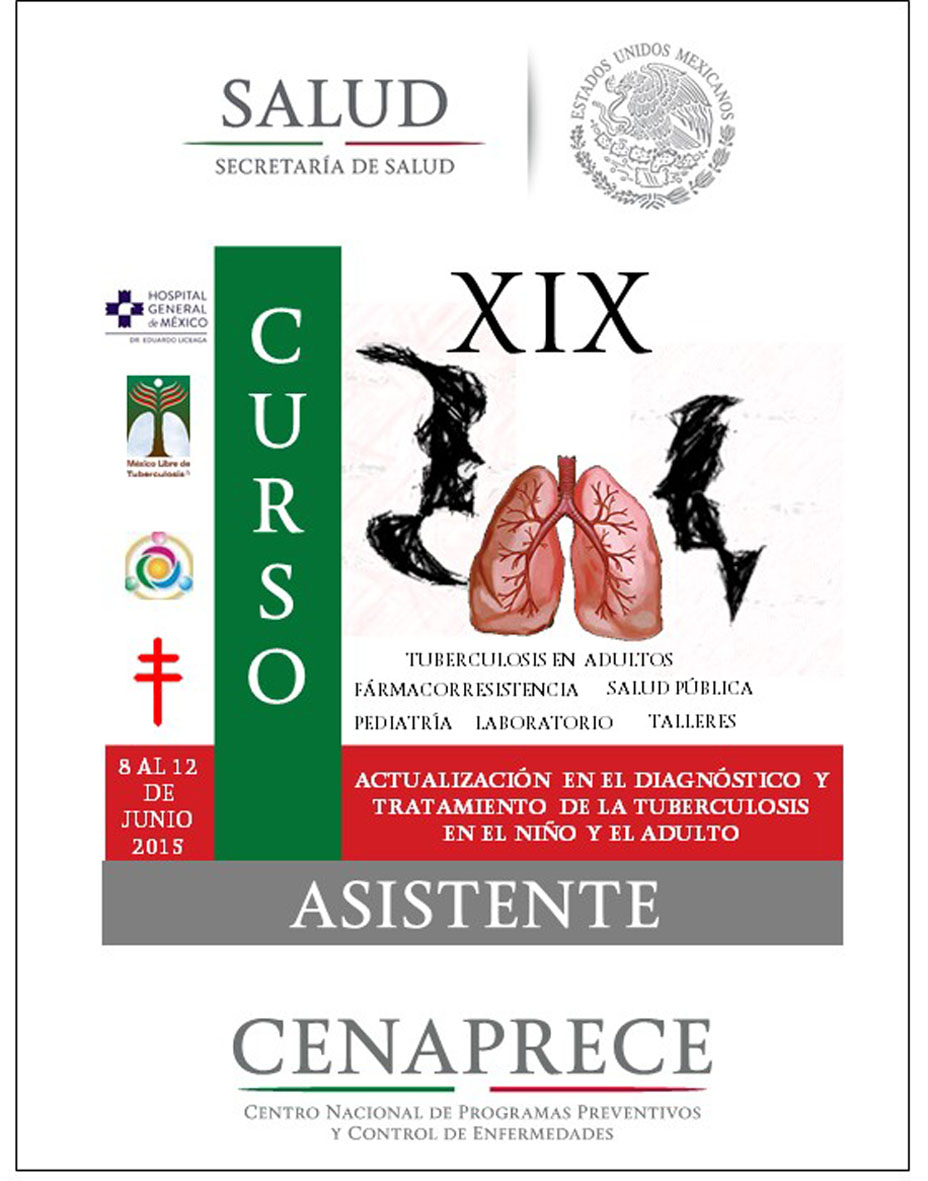 SALUD
SECRETARÍA DE SALUD
ESTADOS UNIDOS MEXICANOS
HOSPITAL
GENERAL
de MÉXICO
DR. EDUARDO LICEAGA
México Libre de
Tuberculosis
CURSO
XIX
TUBERCULOSIS EN ADULTOS
FÁRMACORRESISTENCIA SALUD PÚBLICA
PEDIATRÍA LABORATORIO TALLERES
8 AL 12
DE
JUNIO
2015
ACTUALIZACIÓN EN EL DIAGNÓSTICO Y
TRATAMIENTO DE LA TUBERCULOSIS
EN EL NIÑO Y EL ADULTO
ASISTENTE
CENAPRECE
CENTRO NACIONAL DE PROGRAMAS PREVENTIVOS
Y CONTROL DE ENFERMEDADES